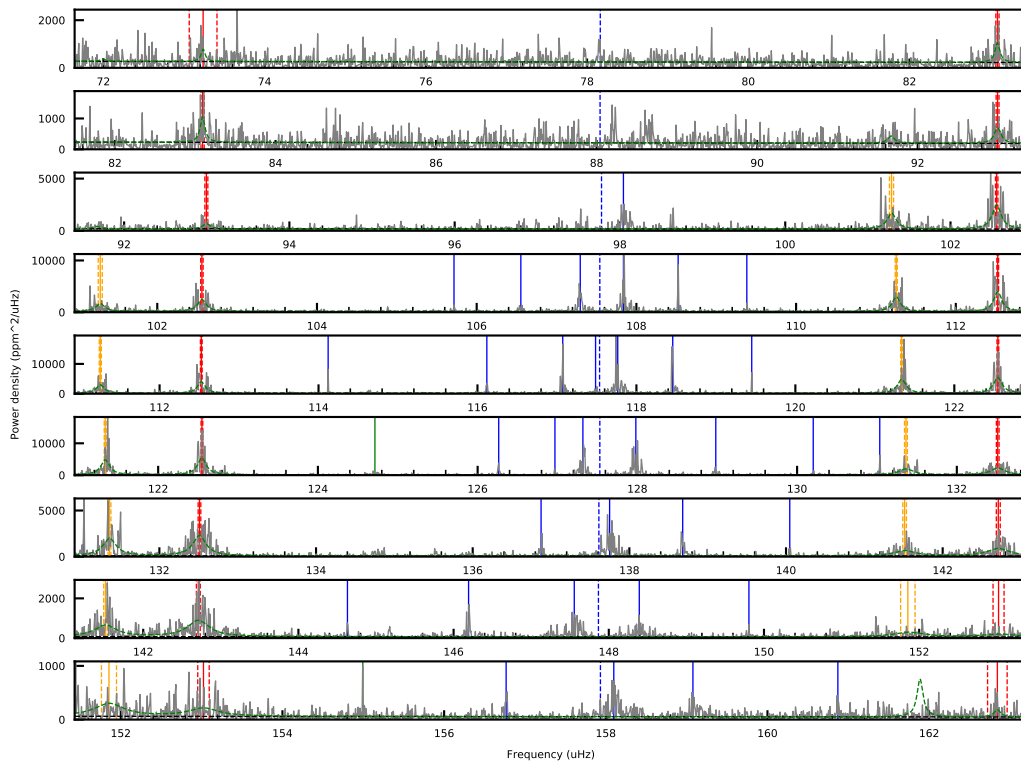 2000
0
72 74 76 78 80 82
1000
0
82 84 86 88 90 92
5000
0
92 94 96 98 100 102
10000
0
102 104 106 108 110 112
10000
0
112 114 116 118 120 122
10000
0
122 124 126 128 130 132
5000
0
132 134 136 138 140 142
2000
0
142 144 146 148 150 152
1000
0
152 154 156 158 160 162
Power density (ppm^2/uHz)
Frequency (uHz)